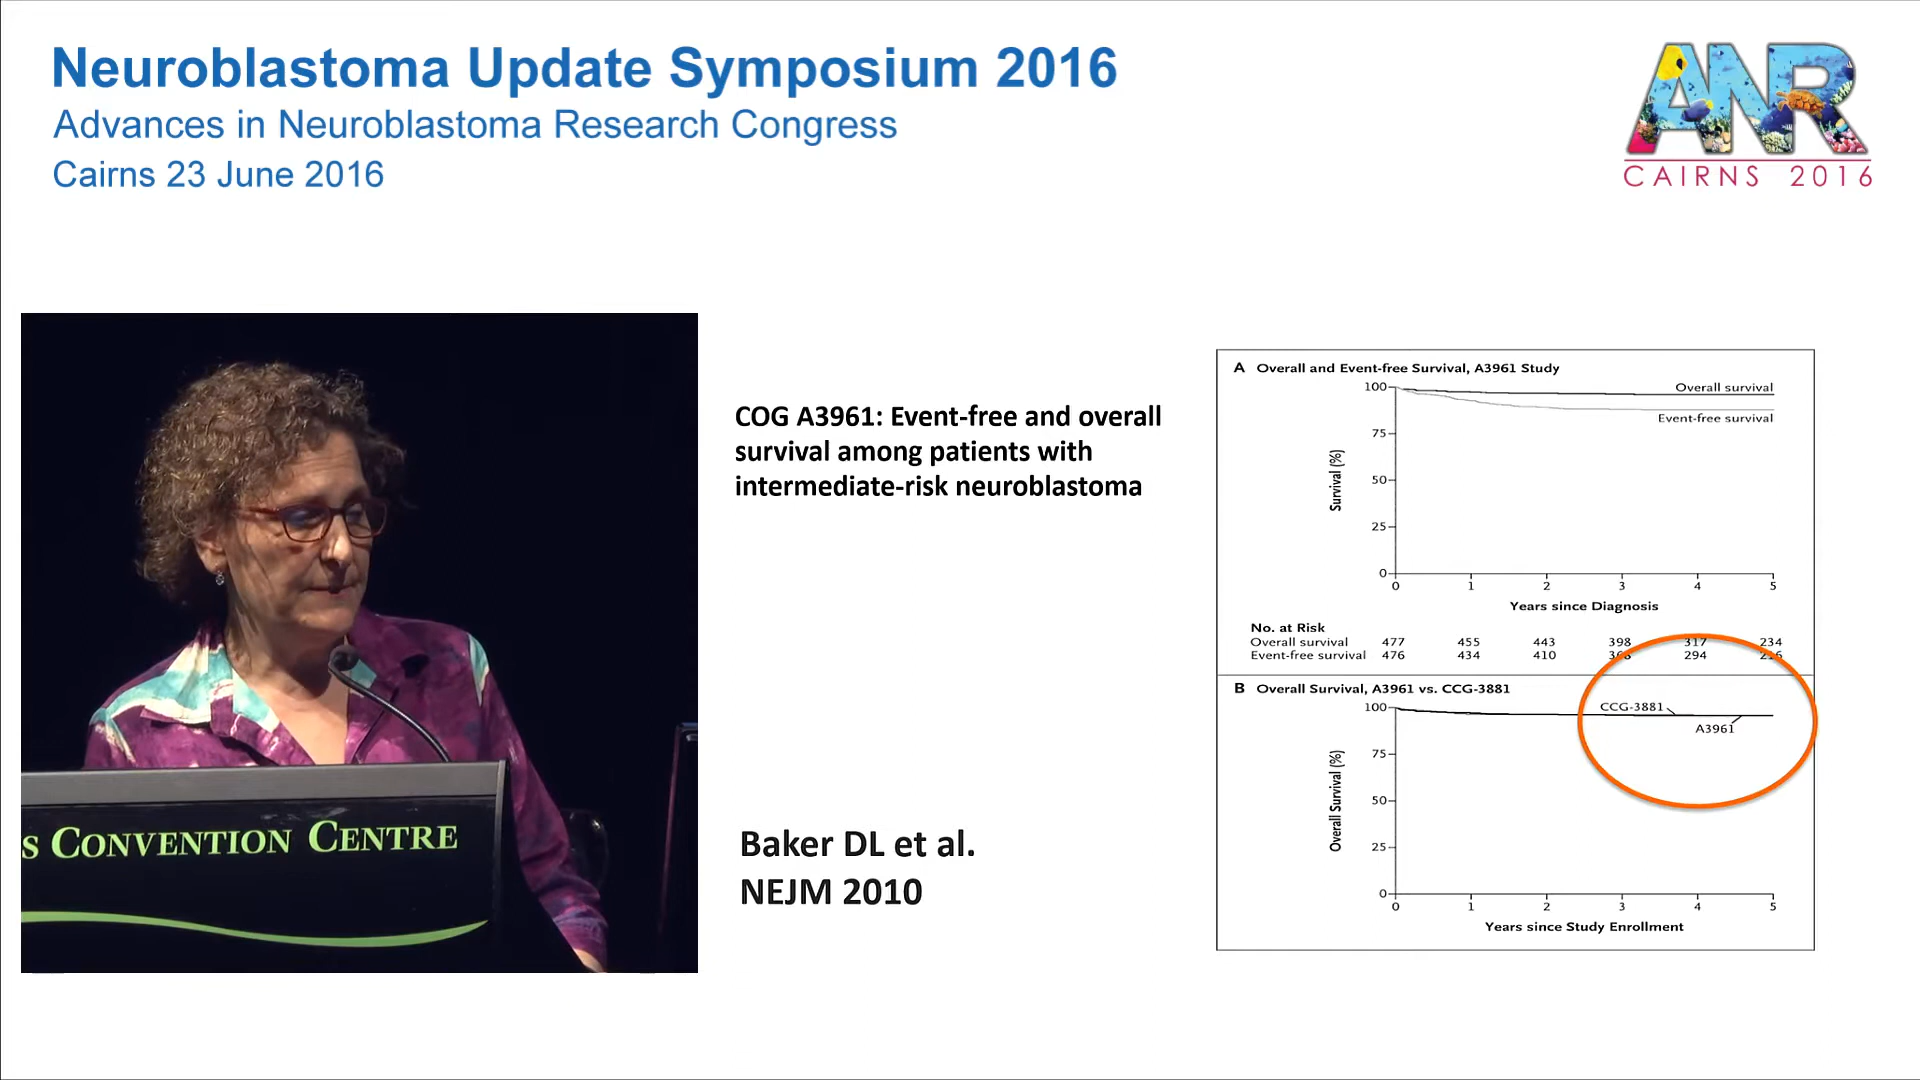 Neuroblastoma Update Symposium 2016
Advances in Neuroblastoma Research Congress
Cairns 23 June 2016
ANR
CAIRNS 2016
S CONVENTION CENTRE
COG A3961: Event-free and overall
survival among patients with
intermediate-risk neuroblastoma
Baker DL et al.
NEJM 2010
A Overall and Event-free Survival, A3961 Study
100
75
50
25
0
Survival (%)
Overall survival
Event-free survival
0 1 2 3 4 5
Years since Diagnosis
No. at Risk
Overall survival 477 455 443 398 317 234
Event-free survival 476 434 410 294
B Overall Survival, A3961 vs. CCG-3881
100
75
50
25
0
Overall Survival (%)
CCG-3881
A3961
0 1 2 3 4 5
Years since Study Enrollment